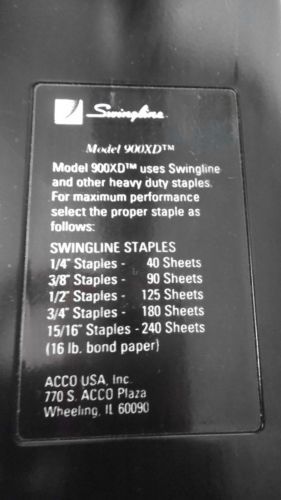 Swingline
Model 900XD™
Model 900XD™ uses Swingline
and other heavy duty staples.
For maximum performance
select the proper staple as
follows:
SWINGLINE STAPLES
1/4" Staples - 40 Sheets
3/8" Staples - 90 Sheets
1/2" Staples - 125 Sheets
3/4" Staples - 180 Sheets
15/16" Staples - 240 Sheets
(16 lb. bond paper)
ACCO USA, Inc.
770 S. ACCO Plaza
Wheeling, IL 60090